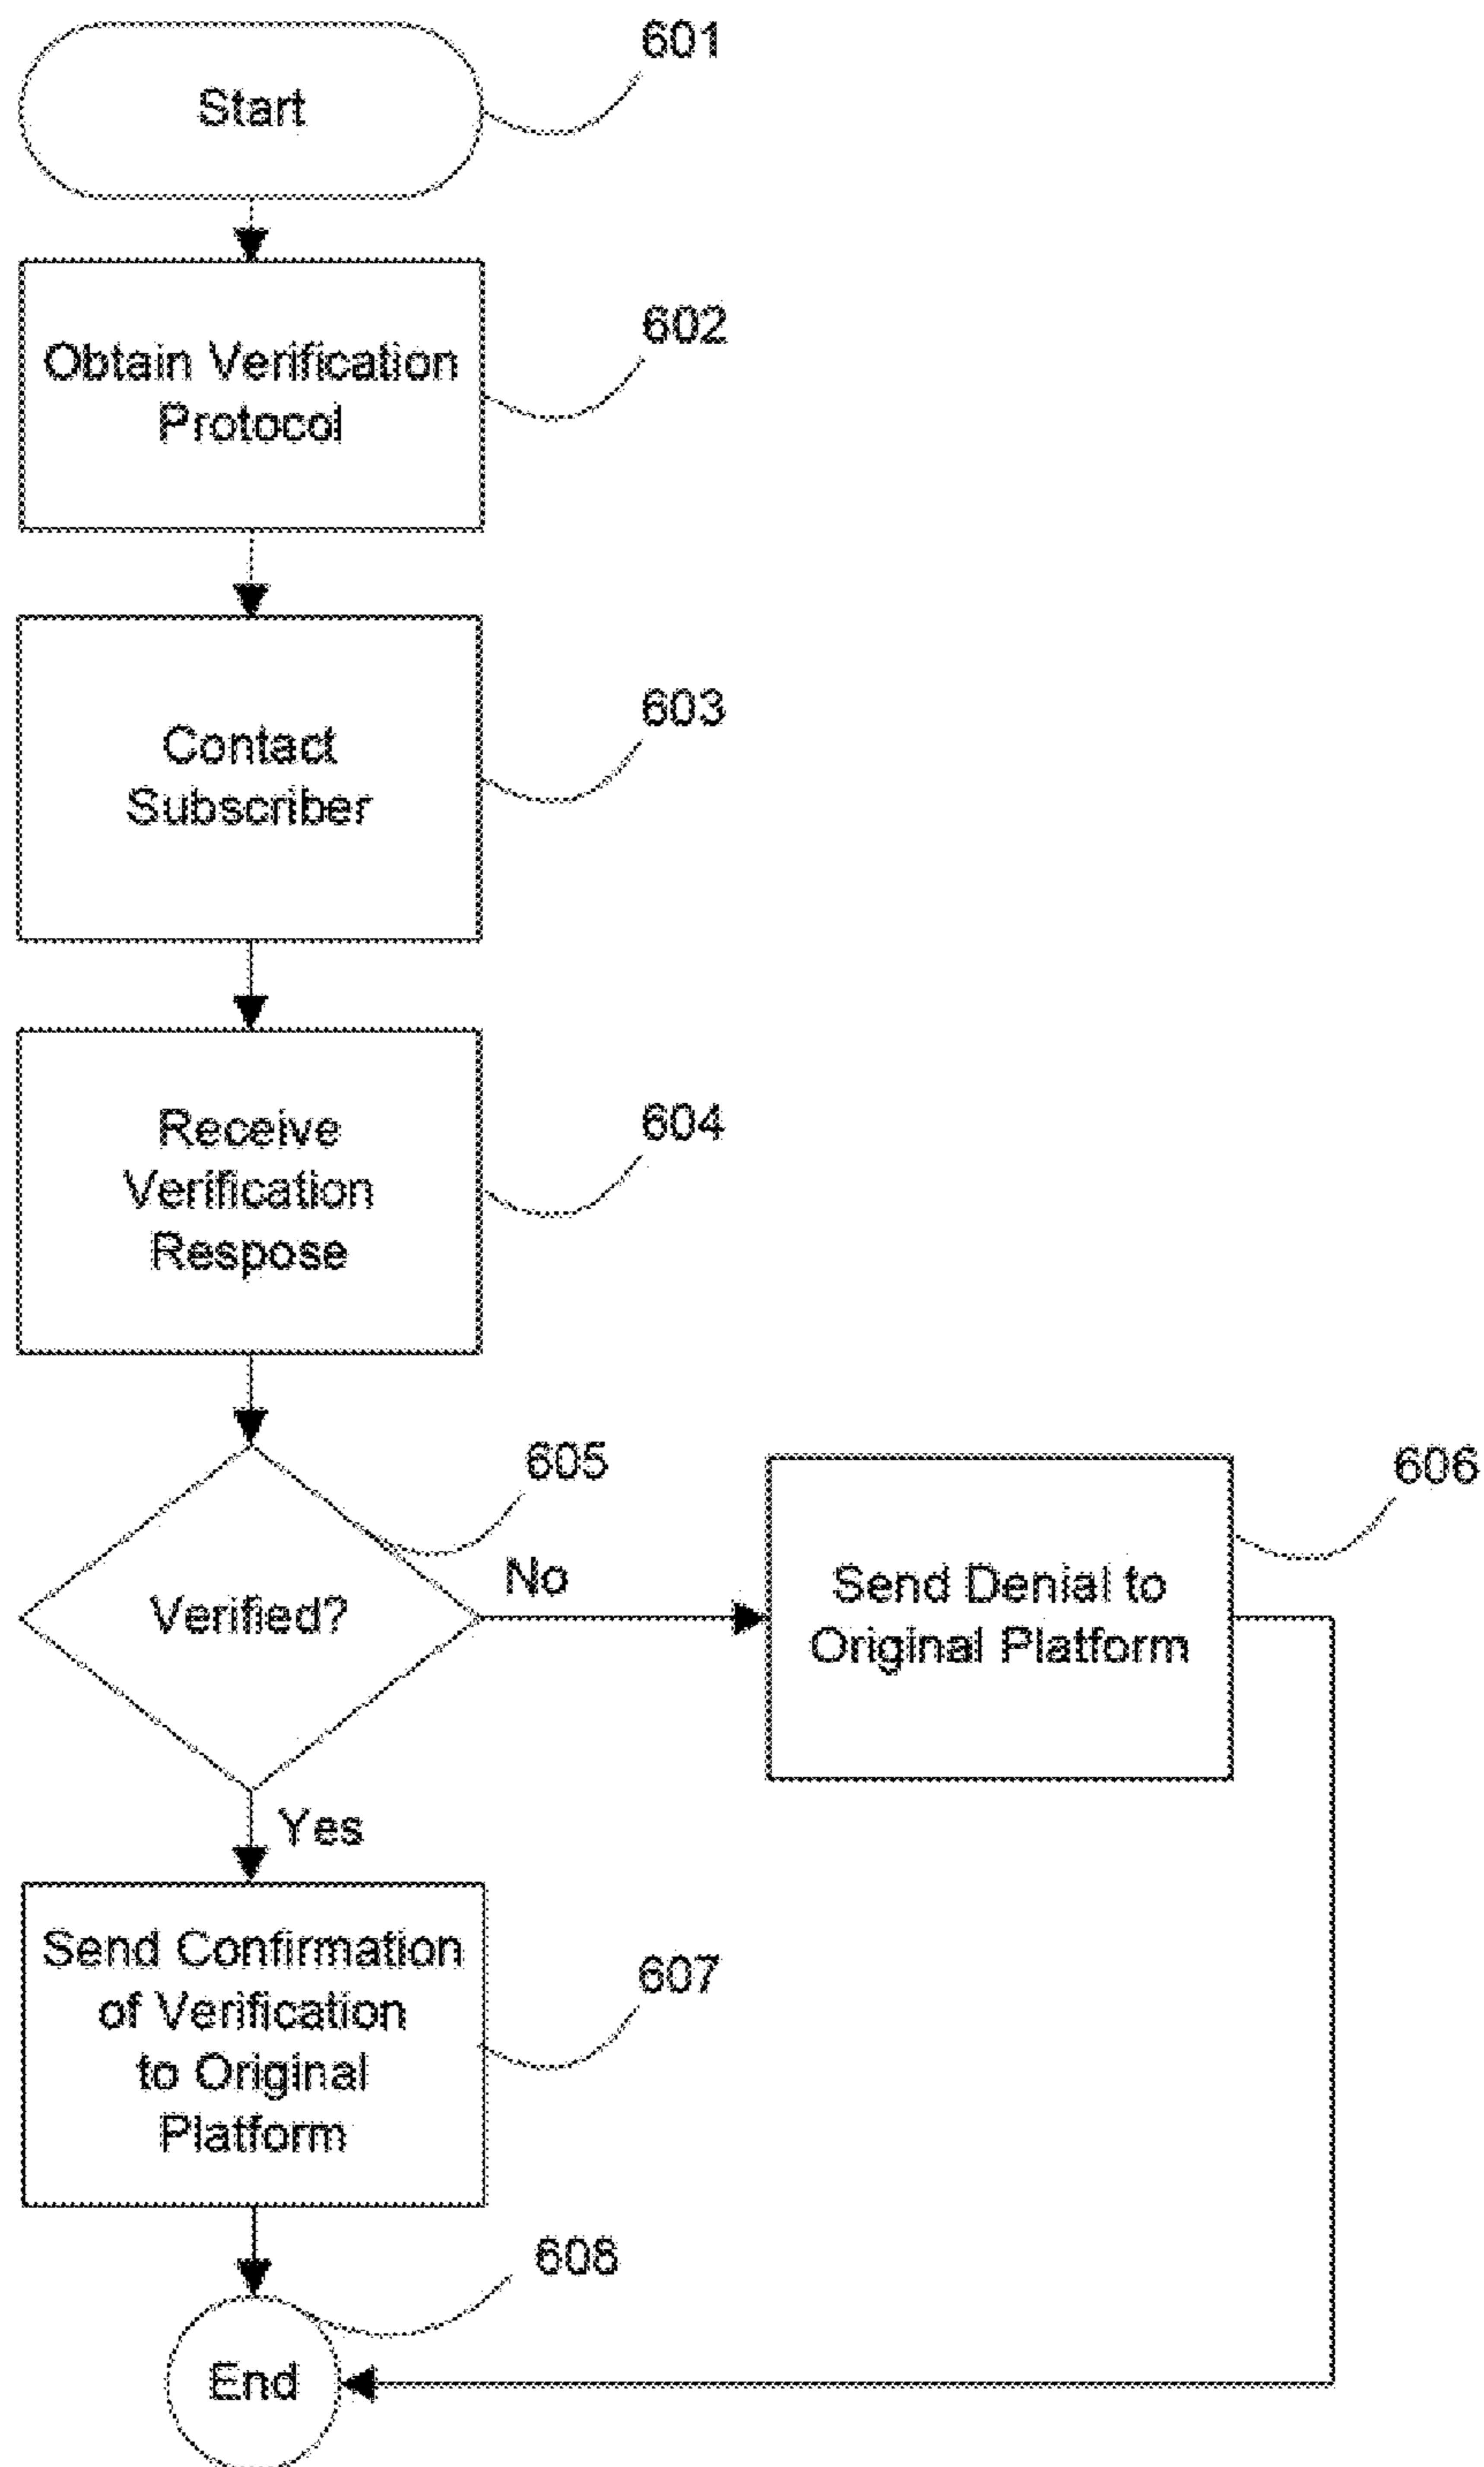 Start
601
Obtain Verification
Protocol
602
Contact
Subscriber
603
Receive
Verification
Respose
604
Verified?
605
No
Send Denial to
Original Platform
606
Yes
Send Confirmation
of Verification
to Original
Platform
607
608
End